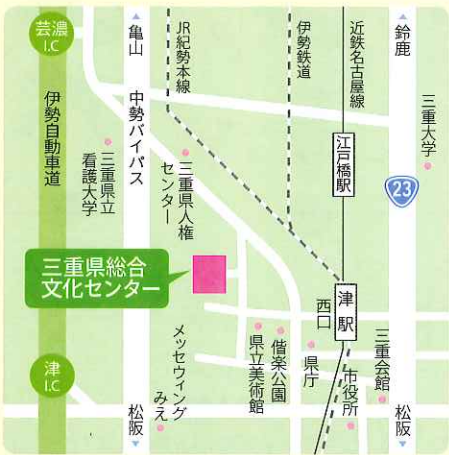 芸濃
I.C
亀山
JR紀勢本線
伊勢鉄道
近鉄名古屋線
鈴鹿
伊勢自動車道
中勢バイパス
三重県立
看護大学
三重県人権
センター
江戸橋駅
三重大学
23
三重県総合
文化センター
津駅
西口
津
I.C
松阪
メッセウィング
みえ
県立美術館
偕楽公園
県庁
市役所
三重会館
松阪